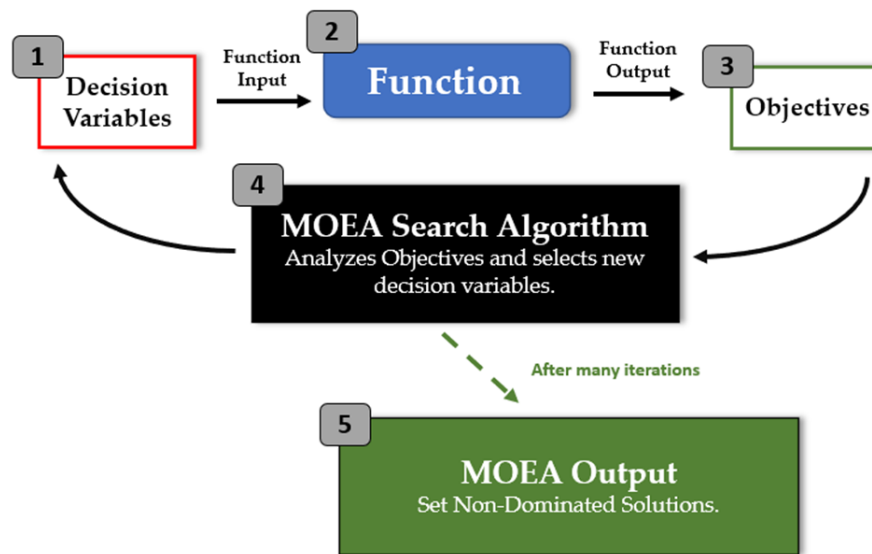 1
Decision
Variables
Function
Input
2
Function
Function
Output
3
Objectives
4
MOEA Search Algorithm
Analyzes Objectives and selects new
decision variables.
After many iterations
5
MOEA Output
Set Non-Dominated Solutions.